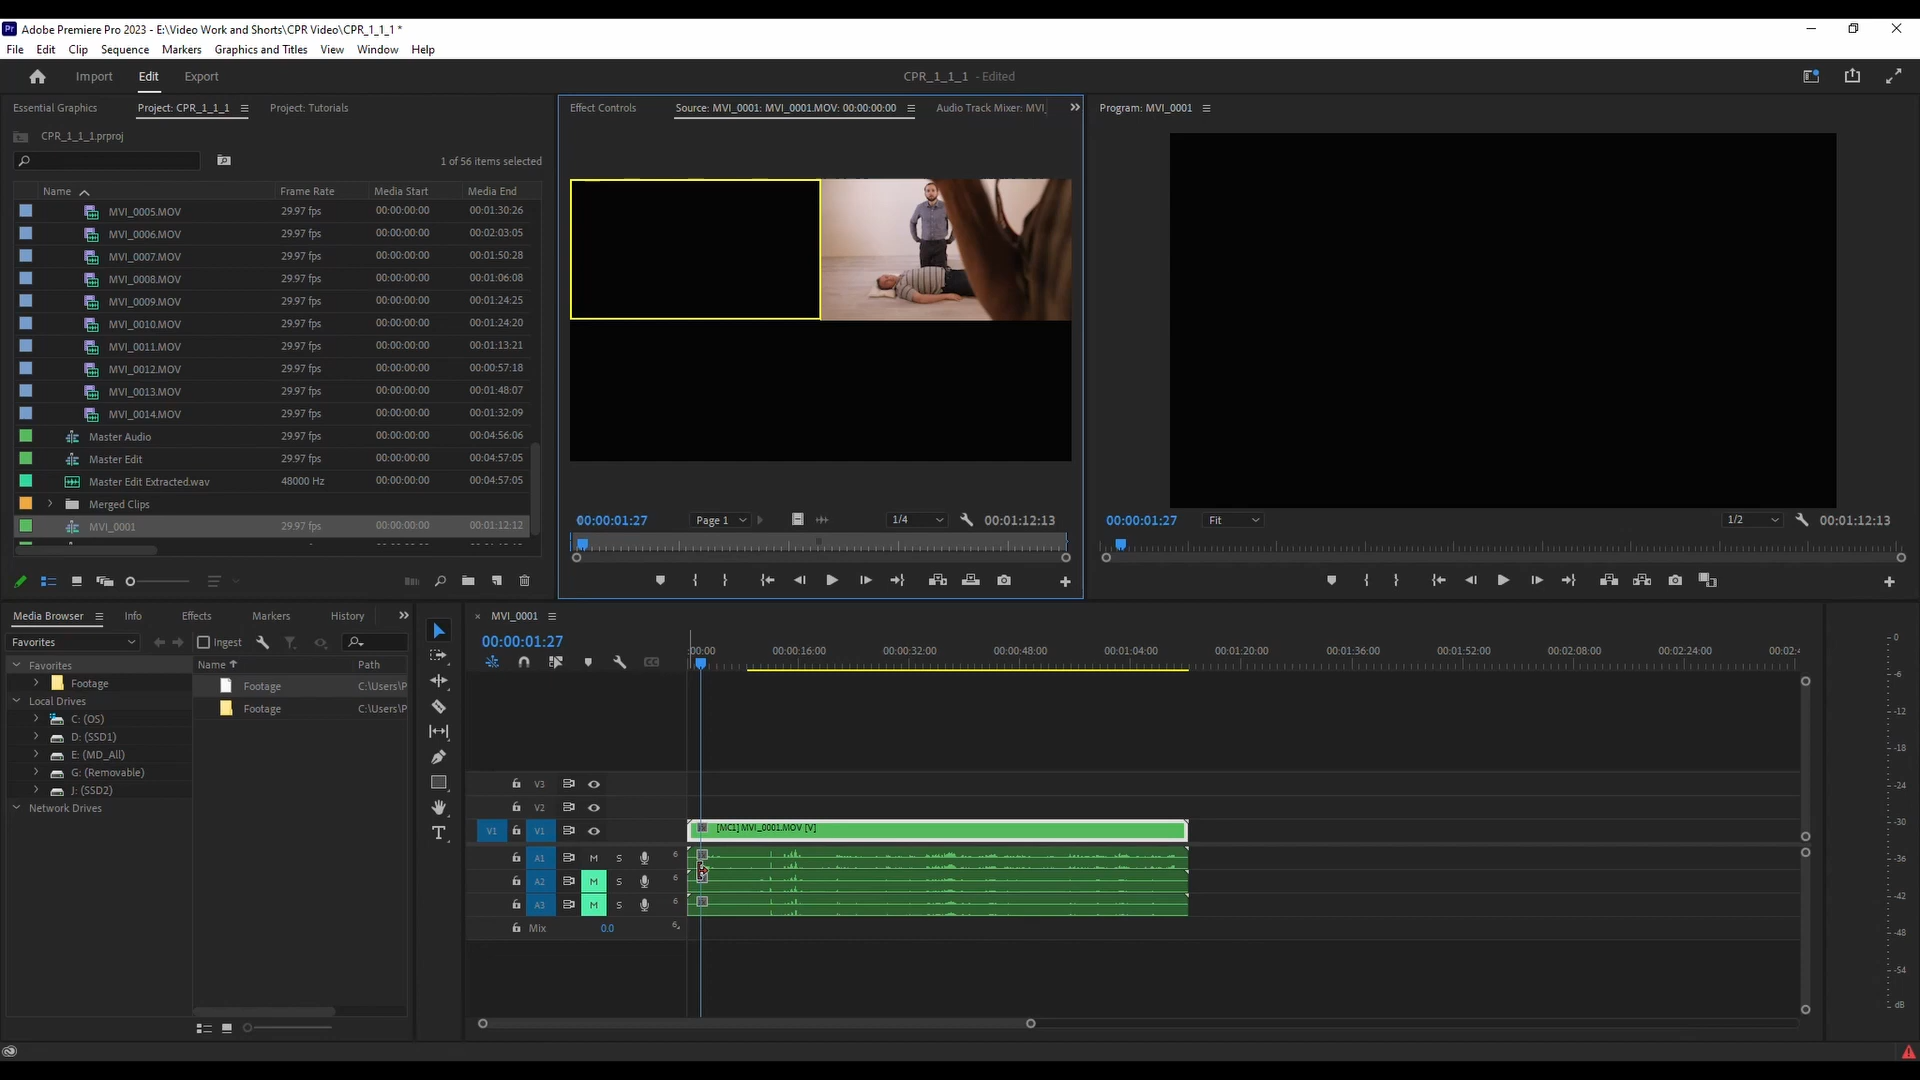 Adobe Premiere Pro 2023 - E:\Video Work and Shorts\CPR Video\CPR_1_1_1 *
File Edit Clip Sequence Markers Graphics and Titles View Window Help
Import Edit Export
CPR_1_1_1 - Edited
Essential Graphics Project: CPR_1_1_1 Project: Tutorials
CPR_1_1_1.prproj
1 of 56 items selected
Name Frame Rate Media Start Media End
MVI_0005.MOV 29.97 fps 00:00:00:00 00:01:30:26
MVI_0006.MOV 29.97 fps 00:00:00:00 00:02:03:05
MVI_0007.MOV 29.97 fps 00:00:00:00 00:01:50:28
MVI_0008.MOV 29.97 fps 00:00:00:00 00:01:06:08
MVI_0009.MOV 29.97 fps 00:00:00:00 00:01:24:25
MVI_0010.MOV 29.97 fps 00:00:00:00 00:01:24:20
MVI_0011.MOV 29.97 fps 00:00:00:00 00:01:13:21
MVI_0012.MOV 29.97 fps 00:00:00:00 00:00:57:18
MVI_0013.MOV 29.97 fps 00:00:00:00 00:01:48:07
MVI_0014.MOV 29.97 fps 00:00:00:00 00:01:32:09
Master Audio 29.97 fps 00:00:00:00 00:04:56:06
Master Edit 29.97 fps 00:00:00:00 00:04:57:05
Master Edit Extracted.wav 48000 Hz 00:00:00:00 00:04:57:05
Merged Clips
MVI_0001 29.97 fps 00:00:00:00 00:01:12:12
Effect Controls Source: MVI_0001: MVI_0001.MOV: 00:00:00:00 Audio Track Mixer: MVI_
00:00:01:27 Page 1 1/4 00:01:12:13
Program: MVI_0001
00:00:01:27 Fit 1/2 00:01:12:13
Media Browser Info Effects Markers History
Favorites Ingest
Favorites
Footage
Local Drives
C: (OS)
D: (SSD1)
E: (MD_All)
G: (Removable)
J: (SSD2)
Network Drives
Name Path
Footage C:\Users\P
Footage C:\Users\P
T
MVI_0001
00:00:01:27
:00:00 00:00:16:00 00:00:32:00 00:00:48:00 00:01:04:00 00:01:20:00 00:01:36:00 00:01:52:00 00:02:08:00 00:02:24:00 00:02:4
V3
V2
V1 V1 [MC1] MVI_0001.MOV [V]
A1 M S 6
A2 M S 6
A3 M S 6
Mix 0.0 6
0
-6
-12
-18
-24
-30
-36
-42
-48
-54
dB